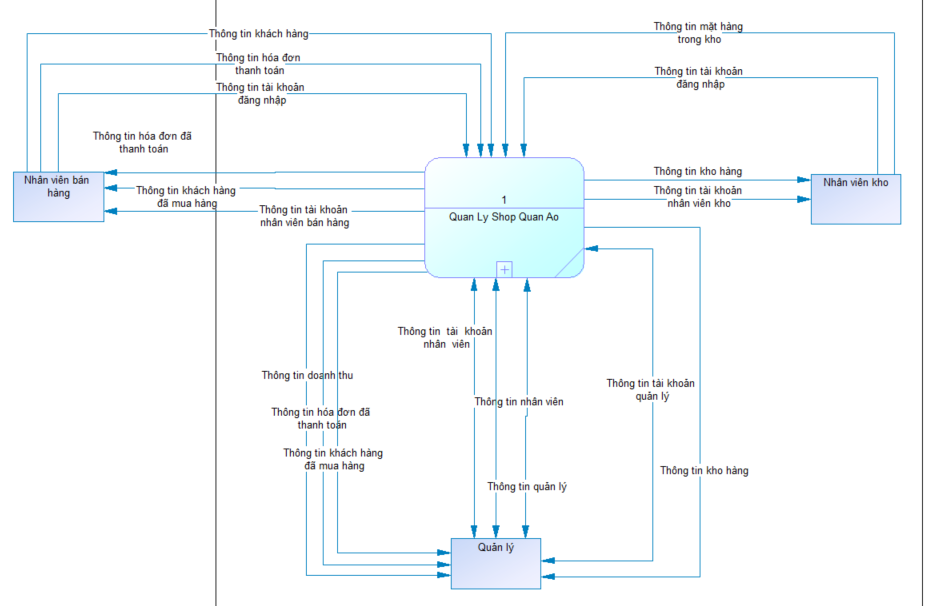 Thông tin mặt hàng
trong kho
Thông tin khách hàng
Thông tin hóa đơn
thanh toán
Thông tin tài khoản
đăng nhập
Thông tin tài khoản
đăng nhập
Thông tin hóa đơn đã
thanh toán
Nhân viên bán
hàng
Thông tin khách hàng
đã mua hàng
Thông tin tài khoản
nhân viên bán hàng
1
Quan Ly Shop Quan Ao
Thông tin kho hàng
Thông tin tài khoản
nhân viên kho
Nhân viên kho
Thông tin tài khoản
nhân viên
Thông tin doanh thu
Thông tin hóa đơn đã
thanh toán
Thông tin khách hàng
đã mua hàng
Thông tin nhân viên
Thông tin quản lý
Thông tin tài khoản
quản lý
Thông tin kho hàng
Quản lý